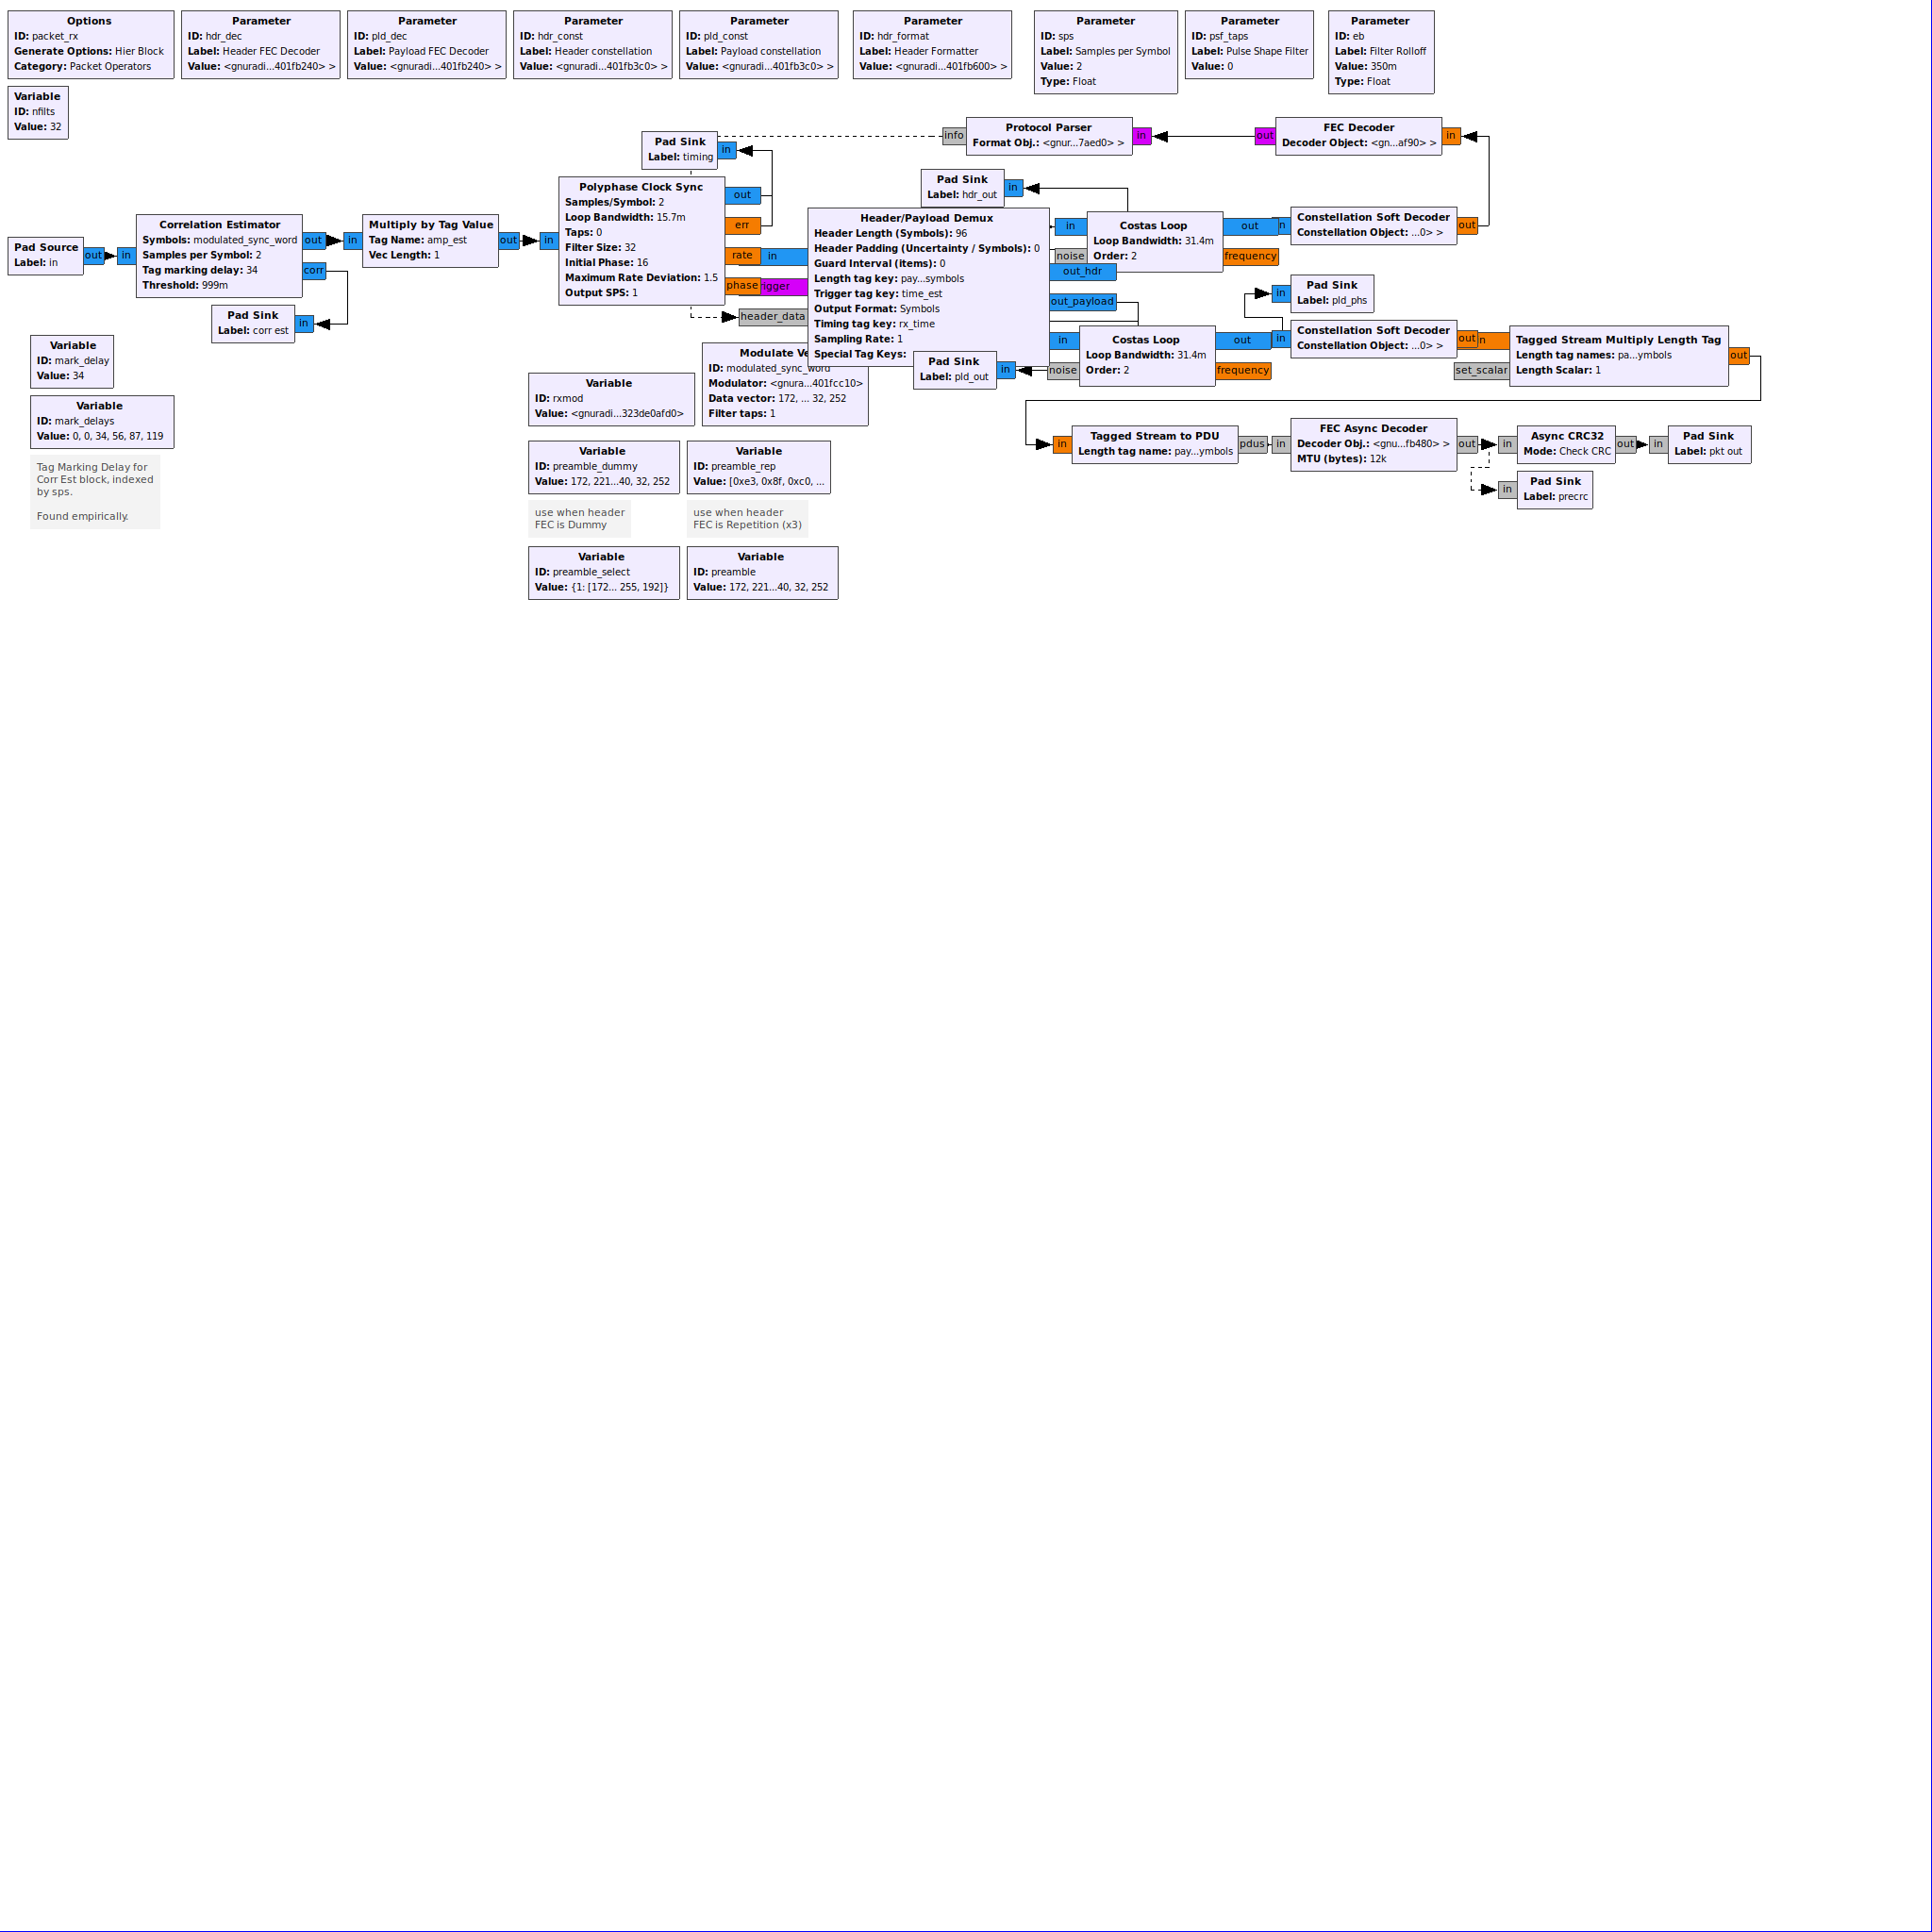 Options
ID: packet_rx
Generate Options: Hier Block
Category: Packet Operators
Parameter
ID: hdr_dec
Label: Header FEC Decoder
Value: <gnuradi...401fb240> >
Parameter
ID: pld_dec
Label: Payload FEC Decoder
Value: <gnuradi...401fb240> >
Parameter
ID: hdr_const
Label: Header constellation
Value: <gnuradi...401fb3c0> >
Parameter
ID: pld_const
Label: Payload constellation
Value: <gnuradi...401fb3c0> >
Parameter
ID: hdr_format
Label: Header Formatter
Value: <gnuradi...401fb600> >
Parameter
ID: sps
Label: Samples per Symbol
Value: 2
Type: Float
Parameter
ID: psf_taps
Label: Pulse Shape Filter
Value: 0
Parameter
ID: eb
Label: Filter Rolloff
Value: 350m
Type: Float
Variable
ID: nfilts
Value: 32
Pad Sink
Label: timing
in
info
Protocol Parser
Format Obj.: <gnur...7aed0> >
in
out
FEC Decoder
Decoder Object: <gn...af90> >
in
Pad Source
Label: in
out
in
Correlation Estimator
Symbols: modulated_sync_word
Samples per Symbol: 2
Tag marking delay: 34
Threshold: 999m
out
corr
in
Multiply by Tag Value
Tag Name: amp_est
Vec Length: 1
out
in
Polyphase Clock Sync
Samples/Symbol: 2
Loop Bandwidth: 15.7m
Taps: 0
Filter Size: 32
Initial Phase: 16
Maximum Rate Deviation: 1.5
Output SPS: 1
out
err
rate
phase
Pad Sink
Label: hdr_out
in
in
header_data
Header/Payload Demux
Header Length (Symbols): 96
Header Padding (Uncertainty / Symbols): 0
Guard Interval (items): 0
Length tag key: pay...symbols
Trigger tag key: time_est
Output Format: Symbols
Timing tag key: rx_time
Sampling Rate: 1
Special Tag Keys:
out_hdr
out_payload
in
noise
Costas Loop
Loop Bandwidth: 31.4m
Order: 2
out
frequency
Constellation Soft Decoder
Constellation Object: ...0> >
out
Pad Sink
Label: corr est
in
in
Pad Sink
Label: pld_phs
in
noise
Costas Loop
Loop Bandwidth: 31.4m
Order: 2
out
frequency
in
Constellation Soft Decoder
Constellation Object: ...0> >
out
set_scalar
Tagged Stream Multiply Length Tag
Length tag names: pa...ymbols
Length Scalar: 1
out
Pad Sink
Label: pld_out
in
Variable
ID: mark_delay
Value: 34
Variable
ID: mark_delays
Value: 0, 0, 34, 56, 87, 119
Tag Marking Delay for
Corr Est block, indexed
by sps.
Found empirically.
Variable
ID: rxmod
Value: <gnuradi...323de0afd0>
Modulate
ID: modulated_sync_word
Modulator: <gnura...401fcc10>
Data vector: 172, ... 32, 252
Filter taps: 1
in
Tagged Stream to PDU
Length tag name: pay...ymbols
pdus
in
FEC Async Decoder
Decoder Obj.: <gnu...fb480> >
MTU (bytes): 12k
out
in
Async CRC32
Mode: Check CRC
out
in
Pad Sink
Label: pkt out
in
Pad Sink
Label: precrc
Variable
ID: preamble_dummy
Value: 172, 221...40, 32, 252
Variable
ID: preamble_rep
Value: [0xe3, 0x8f, 0xc0, ...
use when header
FEC is Dummy
use when header
FEC is Repetition (x3)
Variable
ID: preamble_select
Value: {1: [172... 255, 192]}
Variable
ID: preamble
Value: 172, 221...40, 32, 252